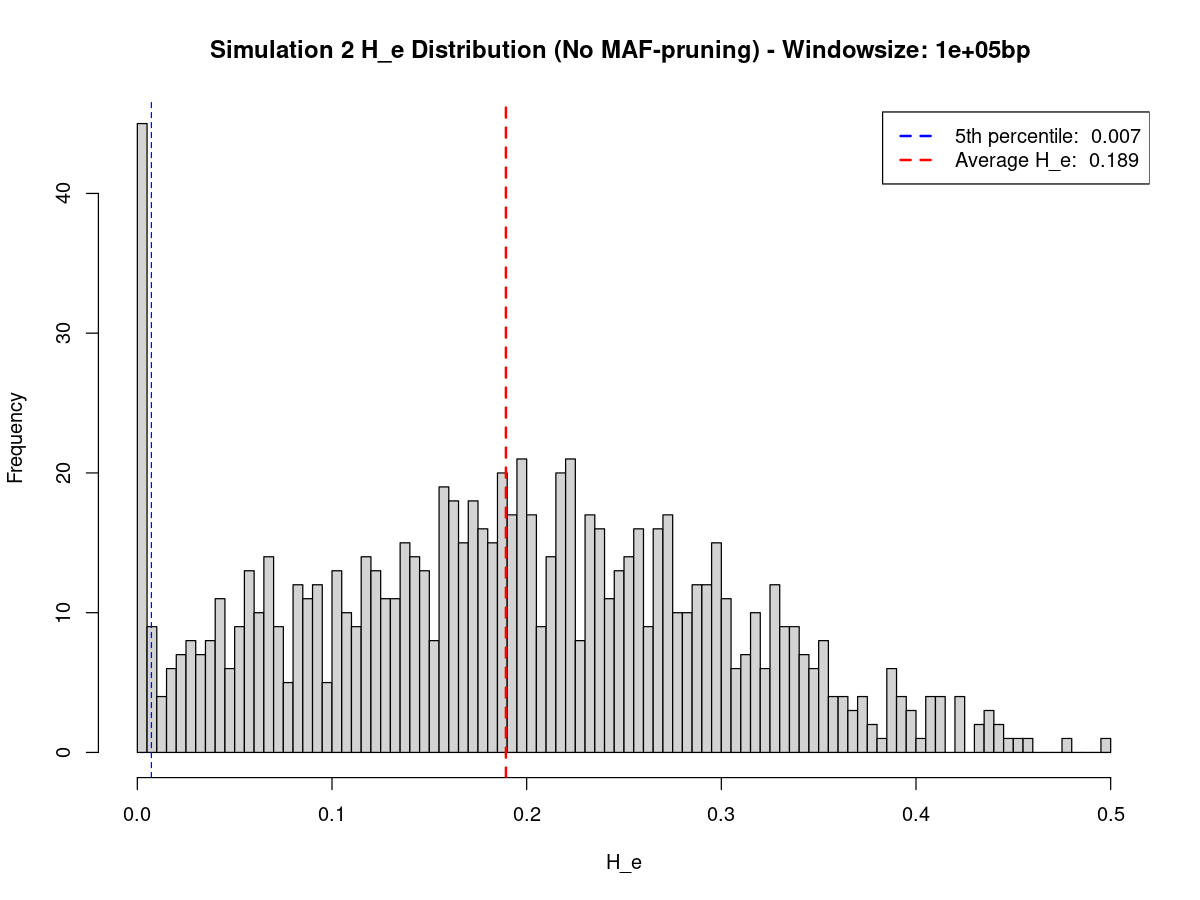 Simulation 2 H_e Distribution (No MAF-pruning) - Windowsize: 1e+05bp
5th percentile:  0.007
Average H_e:  0.189
Frequency
40
30
20
10
0
0.0 0.1 0.2 0.3 0.4 0.5
H_e